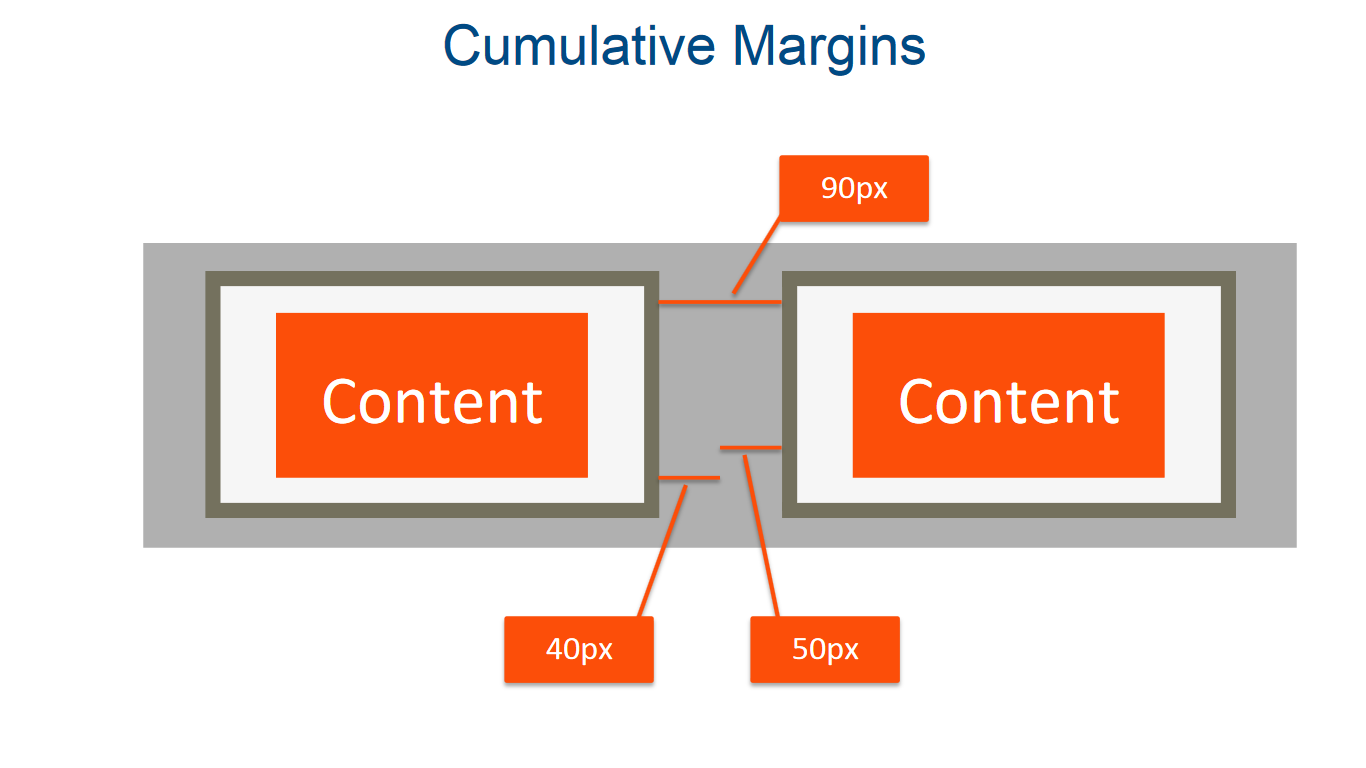 Cumulative Margins
90px
Content
Content
40px
50px